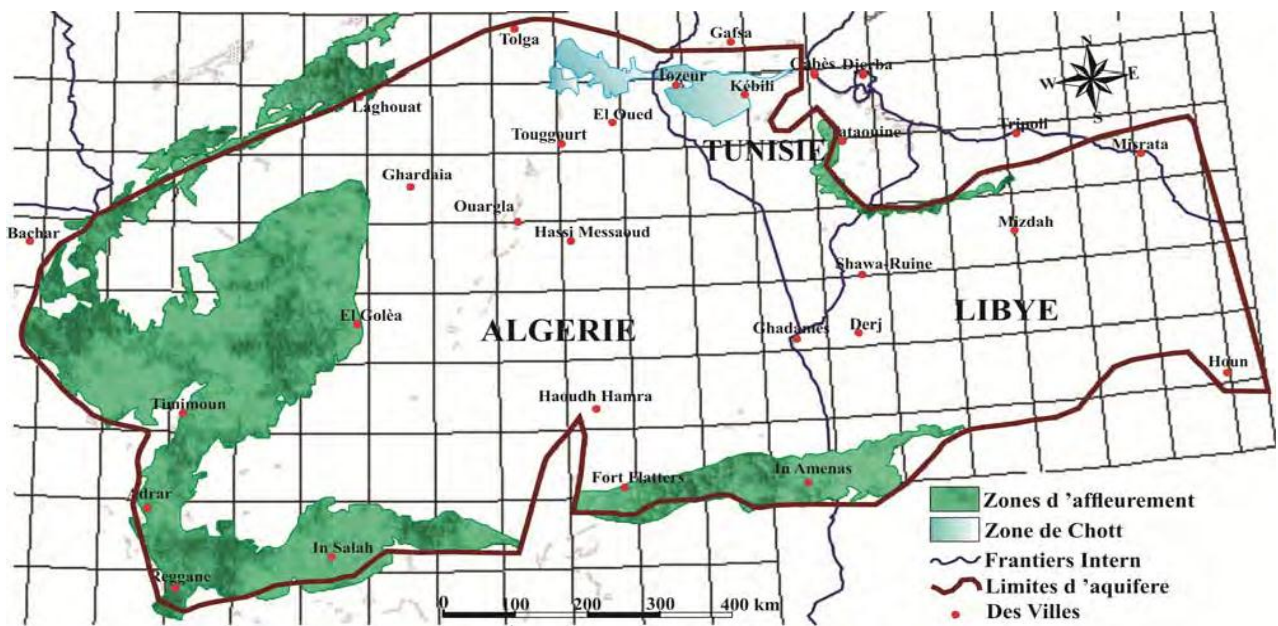 Tolga
Gafsa
Tozeur
Kébili
Gabès
Djerba
N
W
E
S
Laghouat
El Oued
Touggourt
TUNISIE
Tataouine
Tripoli
Misrata
Ghardaia
Ouargla
Hassi Messaoud
Bachar
Mizdah
Shawa-Ruine
El Golèa
ALGERIE
LIBYE
Ghadamès
Derj
Houn
Timimoun
Haoudh Hamra
Fort Flatters
In Amenas
Adrar
In Salah
Reggane
0 100 200 300 400 km
Zones d 'affleurement
Zone de Chott
Frantiers Intern
Limites d 'aquifere
Des Villes